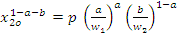 x_{2o}^{1-a-b} = p (a/w_1)^a (b/w_2)^{1-a}